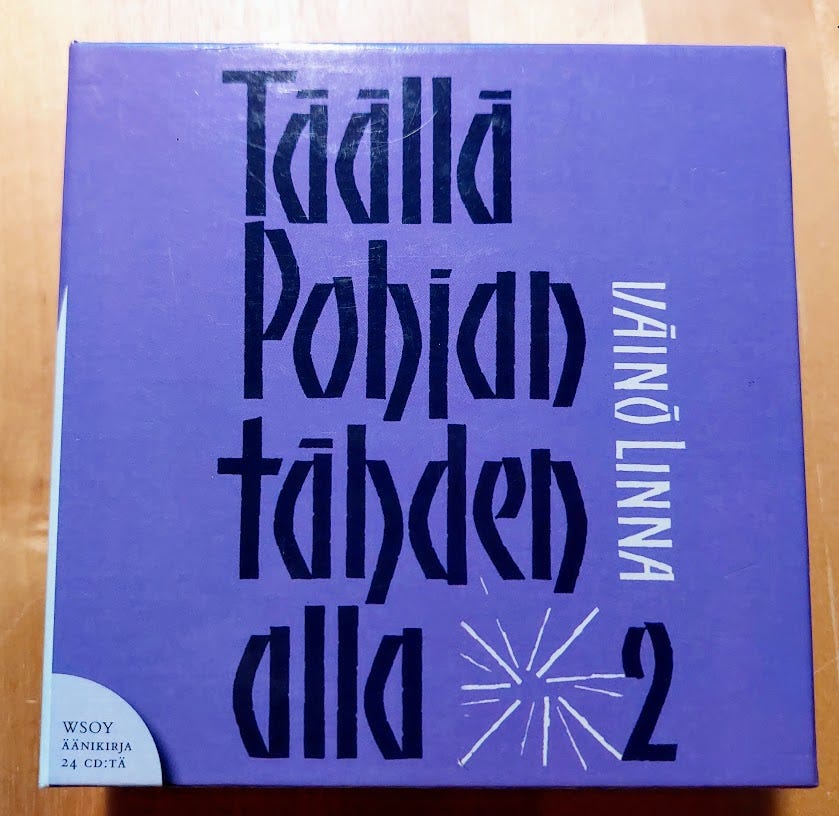 Täällä
Pohjan
tähden
alla 2
VÄINÖ LINNA
WSOY
ÄÄNIKIRJA
24 CD:TÄ